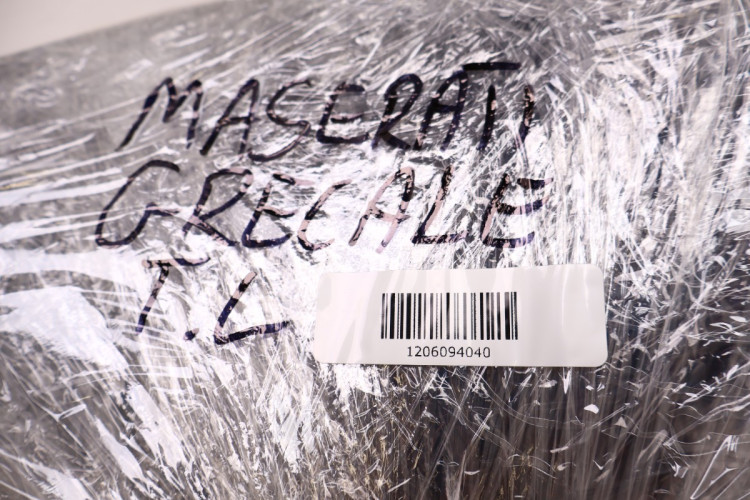 MASERATI
GRECALE
T.L
1206094040